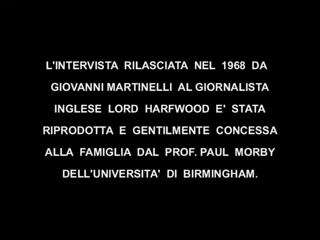 L'INTERVISTA RILASCIATA NEL 1968 DA
GIOVANNI MARTINELLI AL GIORNALISTA
INGLESE LORD HARFWOOD E' STATA
RIPRODOTTA E GENTILMENTE CONCESSA
ALLA FAMIGLIA DAL PROF. PAUL MORBY
DELL'UNIVERSITA' DI BIRMINGHAM.